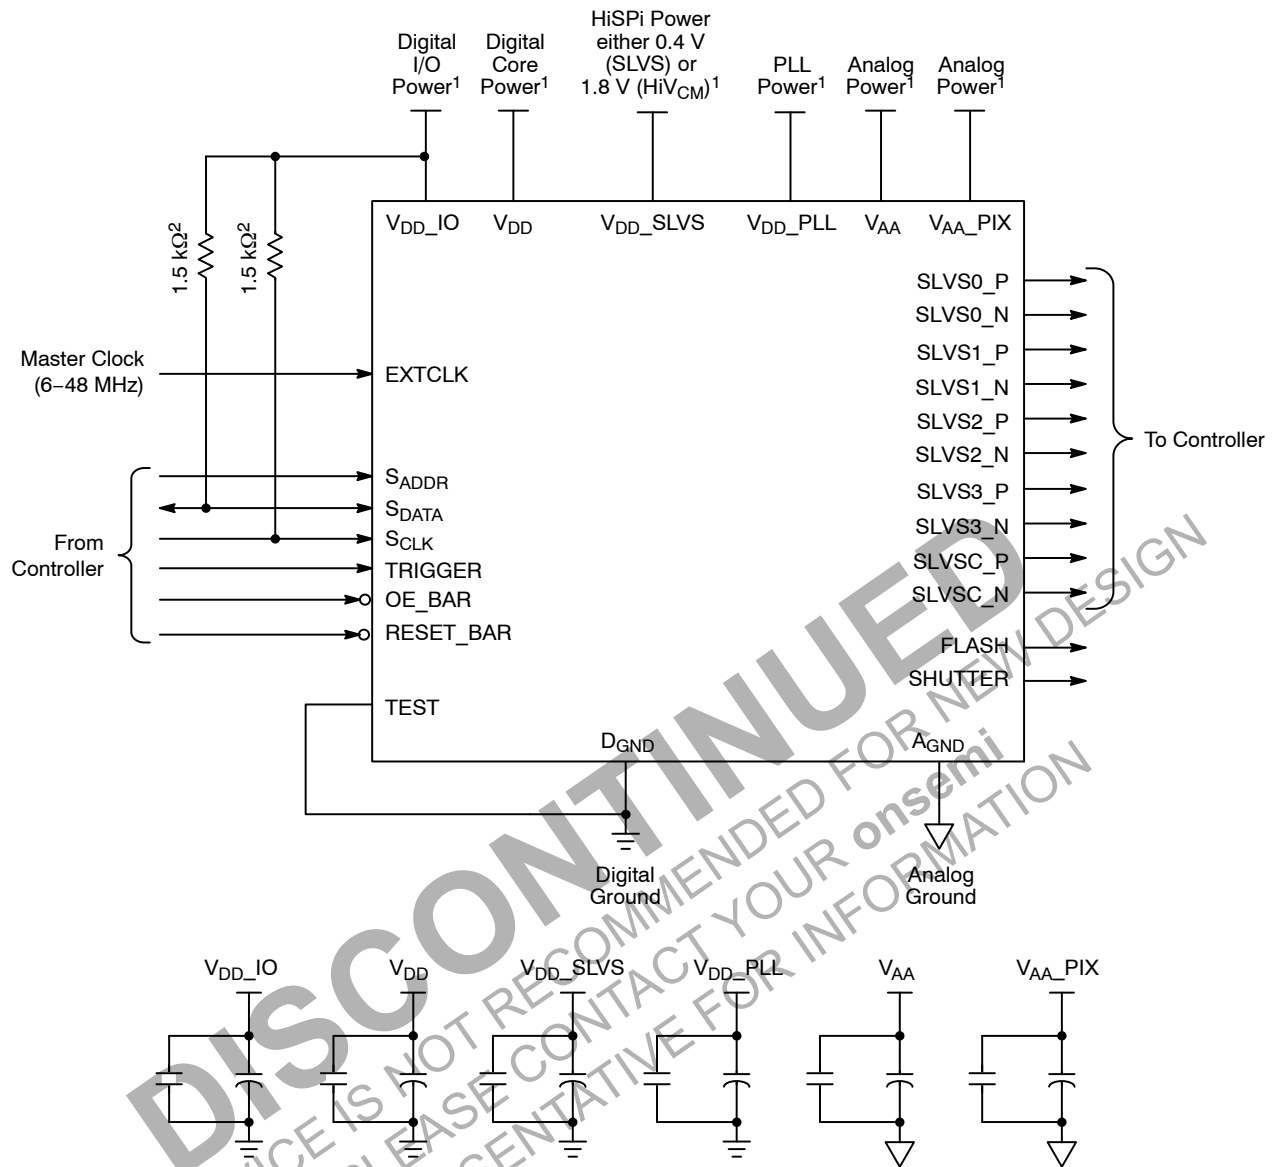 Digital
I/O
Power1
Digital
Core
Power1
HiSPi Power
either 0.4 V
(SLVS) or
1.8 V (HiVCM)1
PLL
Power1
Analog
Power1
Analog
Power1
1.5 kΩ2
1.5 kΩ2
VDD_IO
VDD
VDD_SLVS
VDD_PLL
VAA
VAA_PIX
Master Clock
(6–48 MHz)
EXTCLK
From
Controller
SADDR
SDATA
SCLK
TRIGGER
OE_BAR
RESET_BAR
TEST
SLVS0_P
SLVS0_N
SLVS1_P
SLVS1_N
SLVS2_P
SLVS2_N
SLVS3_P
SLVS3_N
SLVSC_P
SLVSC_N
To Controller
FLASH
SHUTTER
DGND
AGND
Digital
Ground
Analog
Ground
VDD_IO
VDD
VDD_SLVS
VDD_PLL
VAA
VAA_PIX
DISCONTINUED
IS NOT RECOMMENDED FOR NEW DESIGN
PLEASE CONTACT YOUR onsemi
FOR INFORMATION